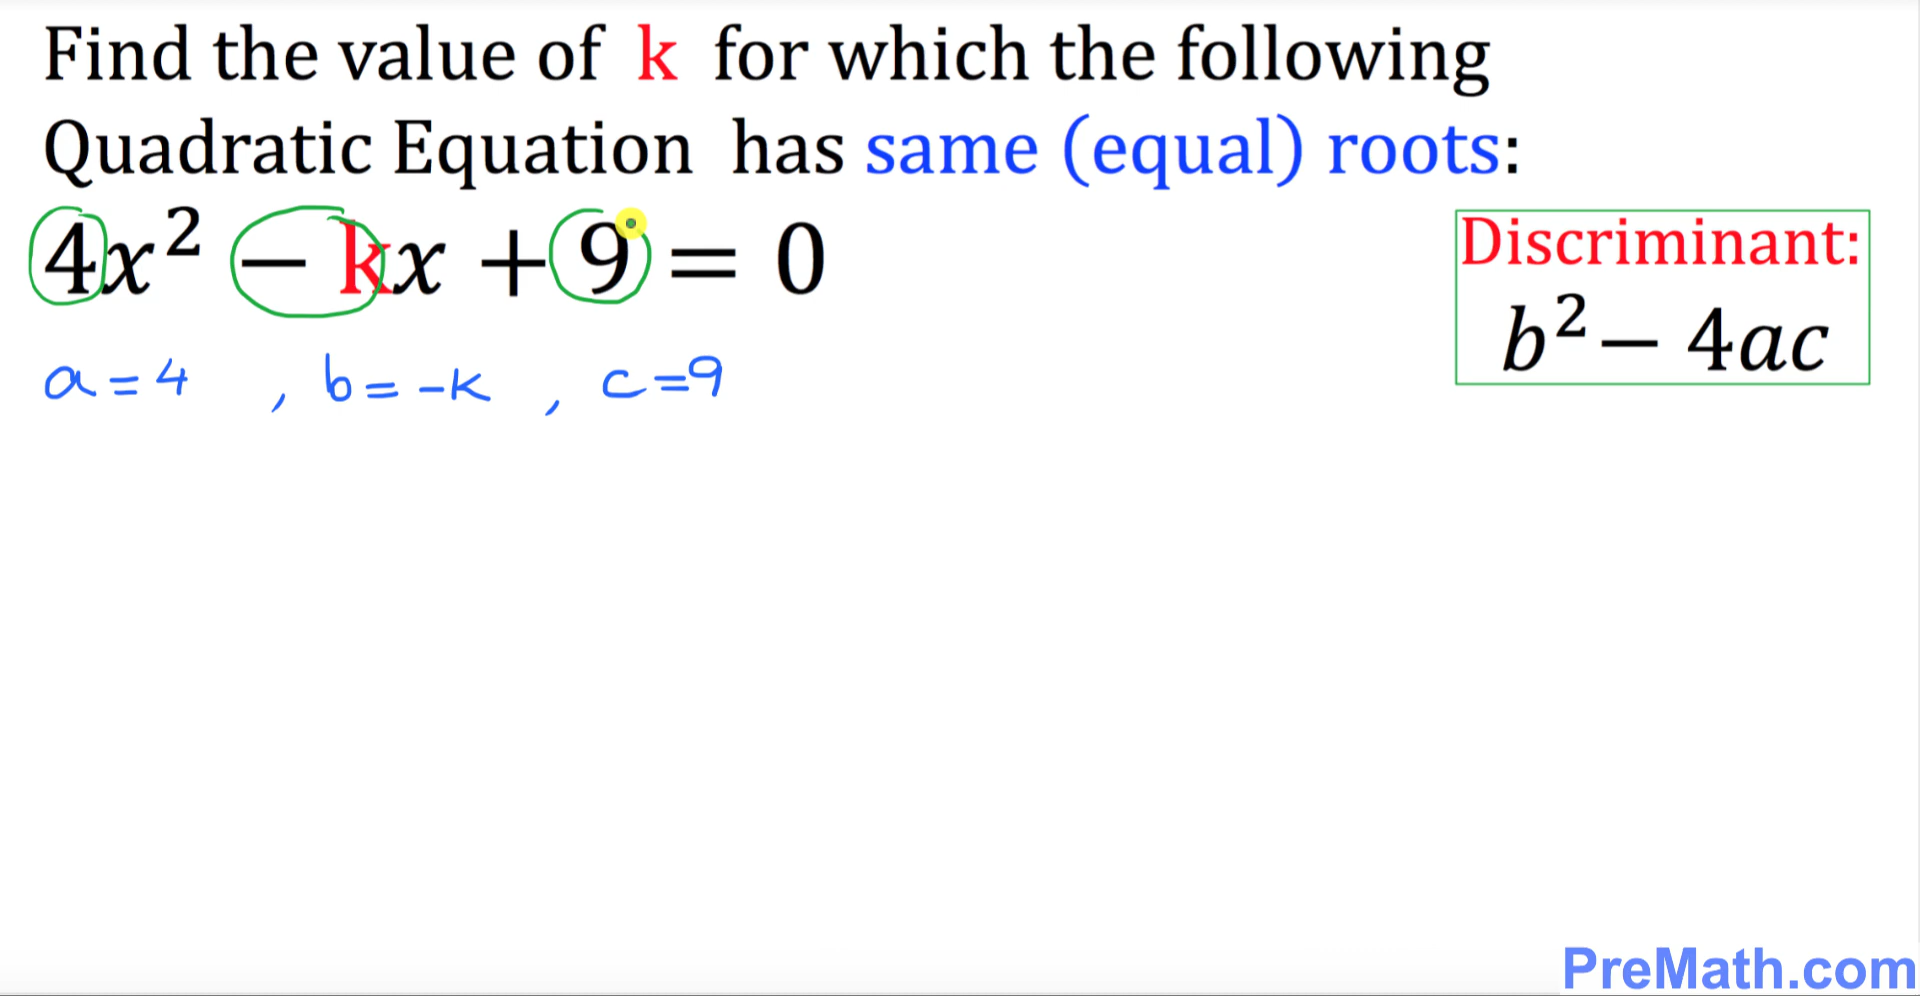 Find the value of k for which the following
Quadratic Equation has same (equal) roots:
4x² − kx + 9 = 0
Discriminant:
b² − 4ac
a = 4 , b = -k , c = 9
PreMath.com